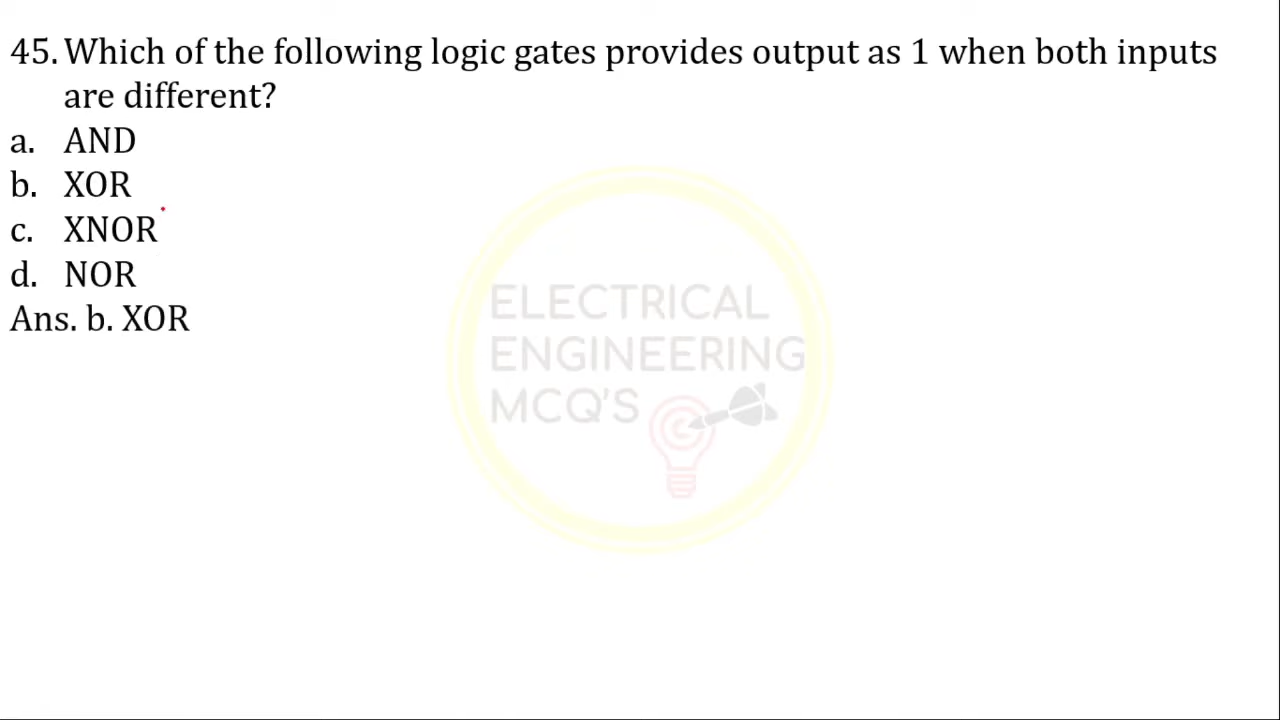 45. Which of the following logic gates provides output as 1 when both inputs
are different?
a. AND
b. XOR
c. XNOR
d. NOR
Ans. b. XOR
ELECTRICAL
ENGINEERING
MCQ'S